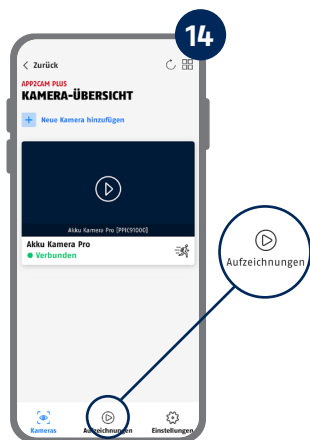 14
Zurück
APP2CAM PLUS
KAMERA-ÜBERSICHT
Neue Kamera hinzufügen
Akku Kamera Pro [PPIC91000]
Akku Kamera Pro
Verbunden
Aufzeichnungen
Kameras
Aufzeichnungen
Einstellungen